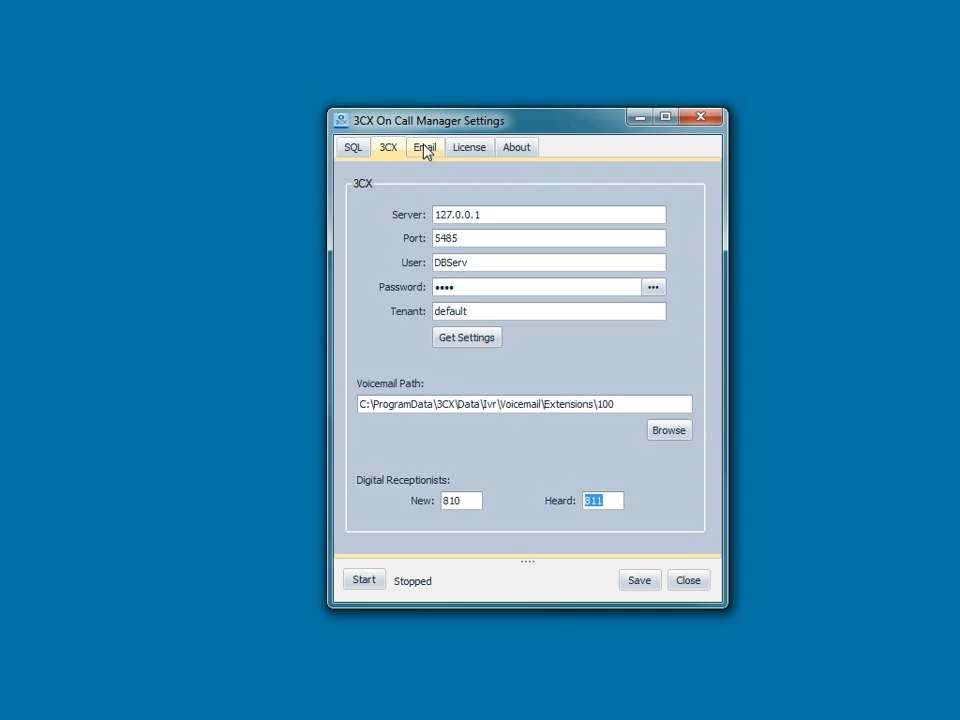 3CX On Call Manager Settings
SQL 3CX Email License About
3CX
Server: 127.0.0.1
Port: 5485
User: DBServ
Password: ••••
Tenant: default
Get Settings
Voicemail Path:
C:\ProgramData\3CX\Data\Ivr\Voicemail\Extensions\100
Browse
Digital Receptionists:
New: 810 Heard: 811
Start Stopped Save Close